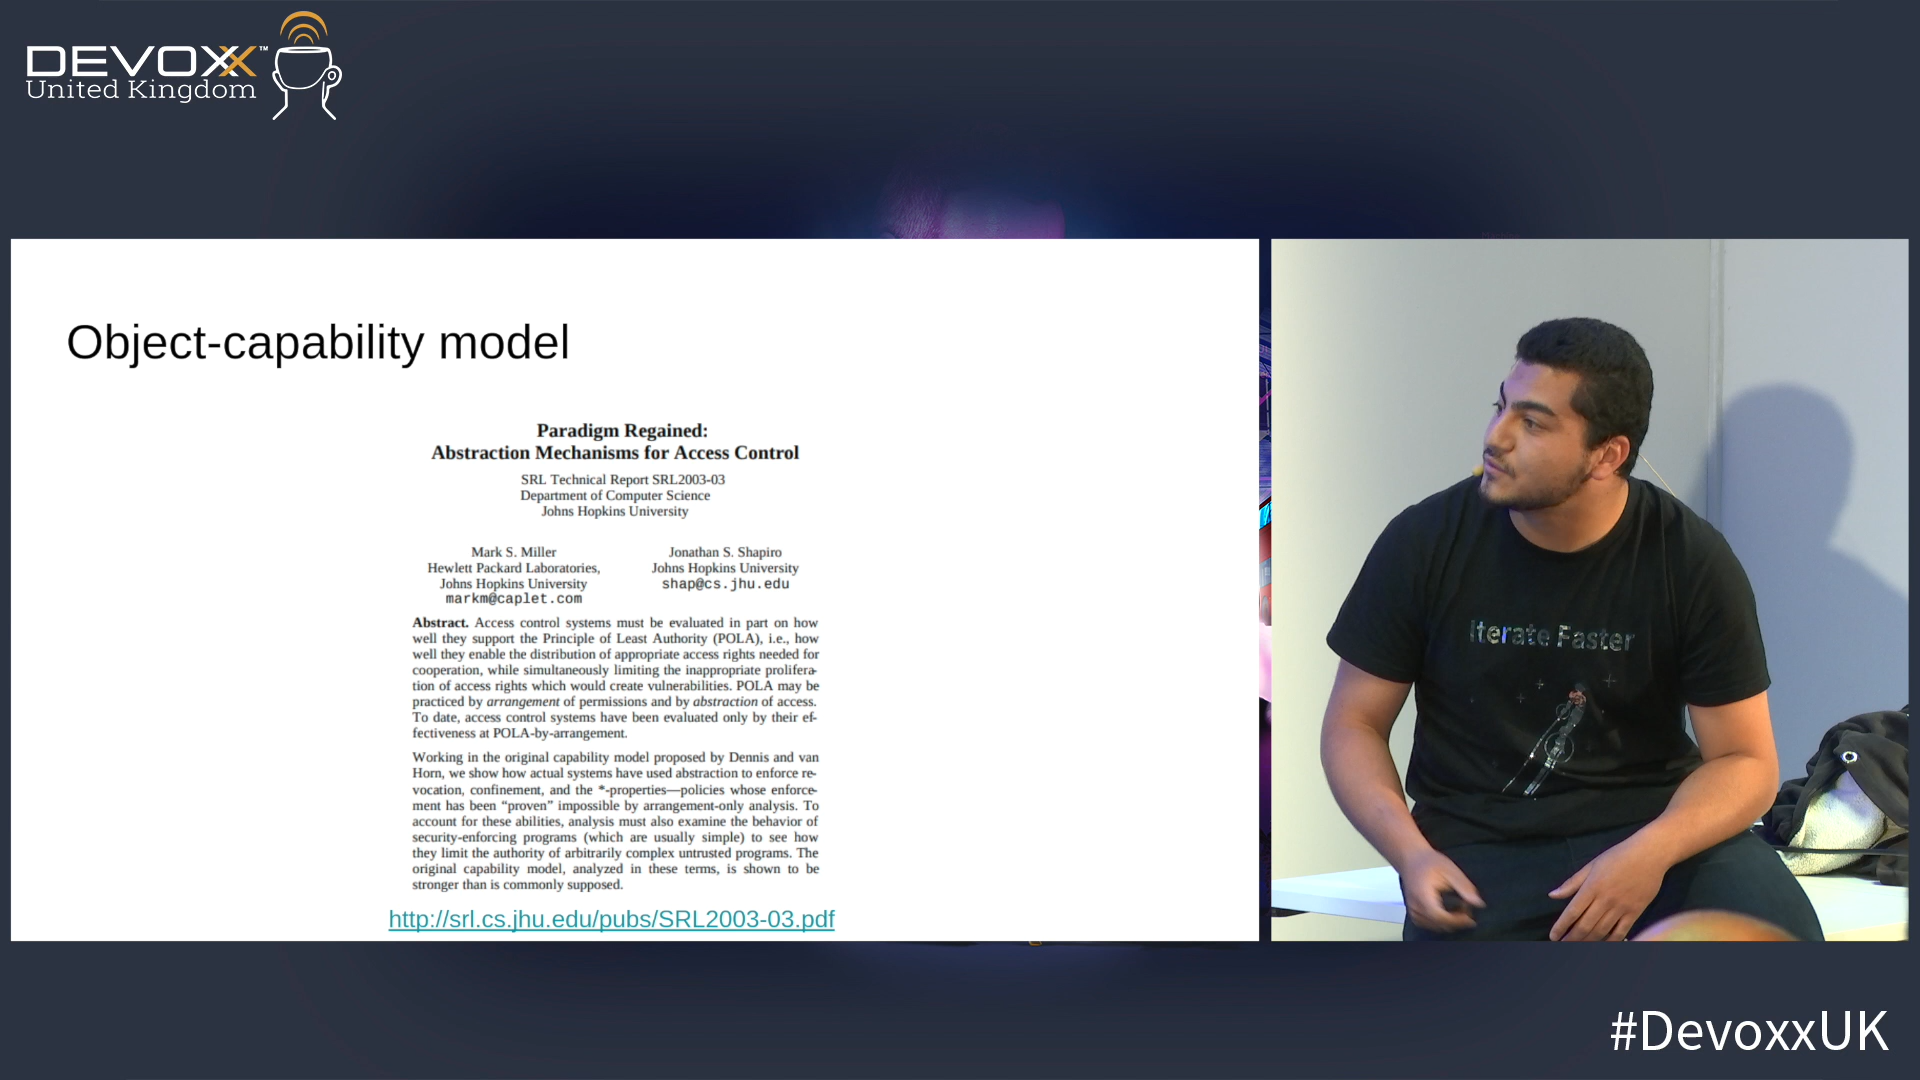 DEVOXX™
United Kingdom
Object-capability model
Paradigm Regained:
Abstraction Mechanisms for Access Control
SRL Technical Report SRL2003-03
Department of Computer Science
Johns Hopkins University
Mark S. Miller
Hewlett Packard Laboratories,
Johns Hopkins University
markm@caplet.com
Jonathan S. Shapiro
Johns Hopkins University
shap@cs.jhu.edu
Abstract. Access control systems must be evaluated in part on how
well they support the Principle of Least Authority (POLA), i.e., how
well they enable the distribution of appropriate access rights needed for
cooperation, while simultaneously limiting the inappropriate prolifera-
tion of access rights which would create vulnerabilities. POLA may be
practiced by arrangement of permissions and by abstraction of access.
To date, access control systems have been evaluated only by their ef-
fectiveness at POLA-by-arrangement.
Working in the original capability model proposed by Dennis and van
Horn, we show how actual systems have used abstraction to enforce re-
vocation, confinement, and the *-properties—policies whose enforce-
ment has been “proven” impossible by arrangement-only analysis. To
account for these abilities, analysis must also examine the behavior of
security-enforcing programs (which are usually simple) to see how
they limit the authority of arbitrarily complex untrusted programs. The
original capability model, analyzed in these terms, is shown to be
stronger than is commonly supposed.
http://srl.cs.jhu.edu/pubs/SRL2003-03.pdf
Iterate Faster
#DevoxxUK